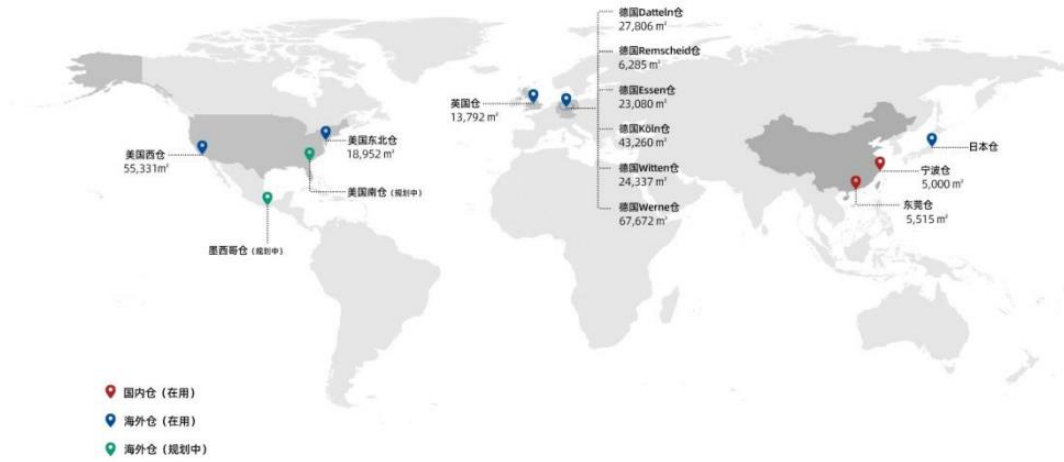 德国Datteln仓
27,806 ㎡
德国Remscheid仓
6,285 ㎡
德国Essen仓
23,080 ㎡
德国Köln仓
43,260 ㎡
德国Witten仓
24,337 ㎡
德国Werne仓
67,672 ㎡
英国仓
13,792 ㎡
美国东北仓
18,952 ㎡
美国西仓
55,331㎡
美国南仓（规划中）
墨西哥仓（规划中）
日本仓
宁波仓
5,000 ㎡
东莞仓
5,515 ㎡
国内仓（在用）
海外仓（在用）
海外仓（规划中）